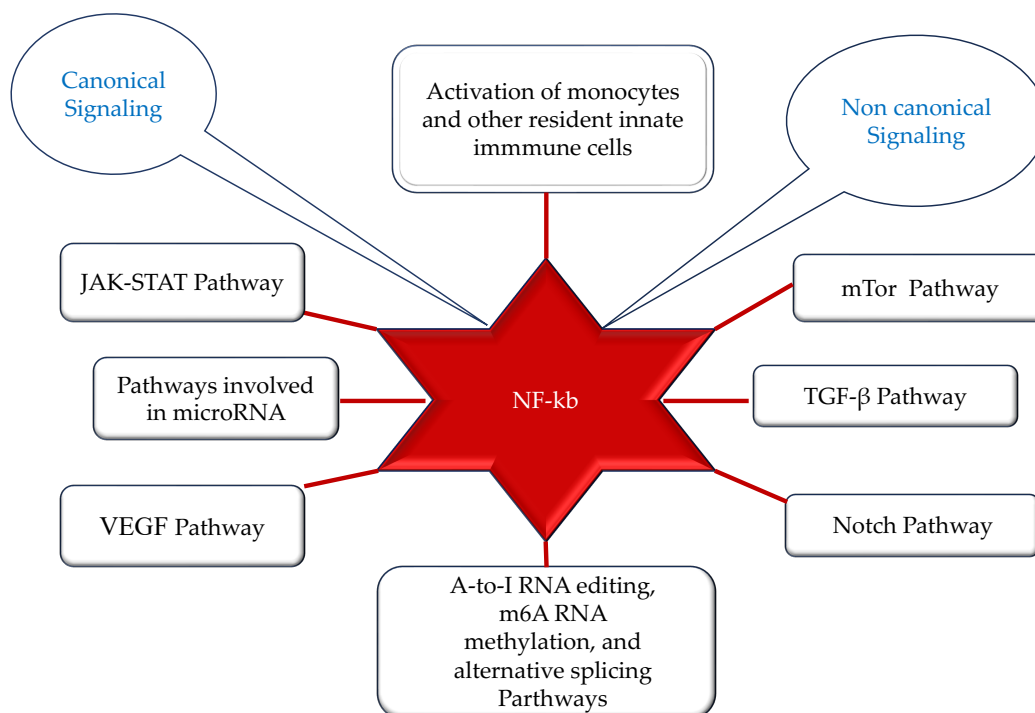 Canonical
Signaling
Activation of monocytes
and other resident innate
immmune cells
Non canonical
Signaling
JAK-STAT Pathway
mTor Pathway
Pathways involved
in microRNA
NF-kb
TGF-β Pathway
VEGF Pathway
Notch Pathway
A-to-I RNA editing,
m6A RNA
methylation, and
alternative splicing
Parthways